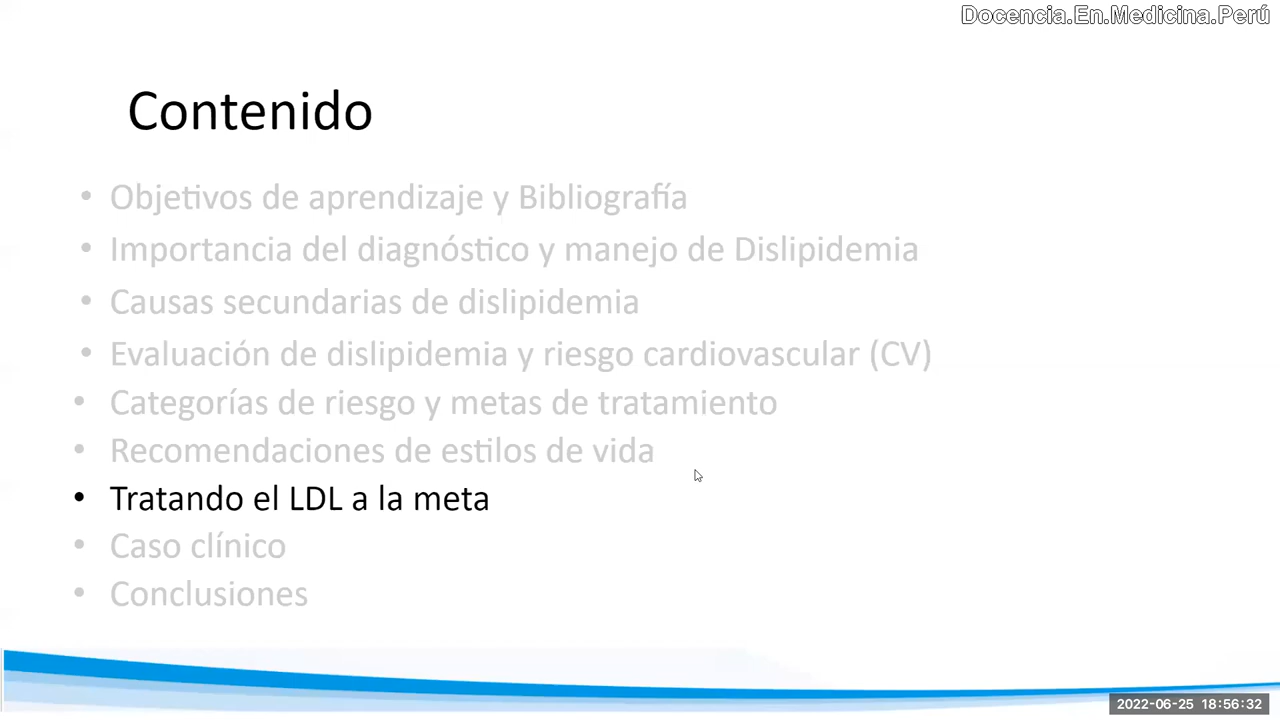 Docencia.En.Medicina.Perú
Contenido
• Objetivos de aprendizaje y Bibliografía
• Importancia del diagnóstico y manejo de Dislipidemia
• Causas secundarias de dislipidemia
• Evaluación de dislipidemia y riesgo cardiovascular (CV)
• Categorías de riesgo y metas de tratamiento
• Recomendaciones de estilos de vida
• Tratando el LDL a la meta
• Caso clínico
• Conclusiones
2022-06-25 18:56:32